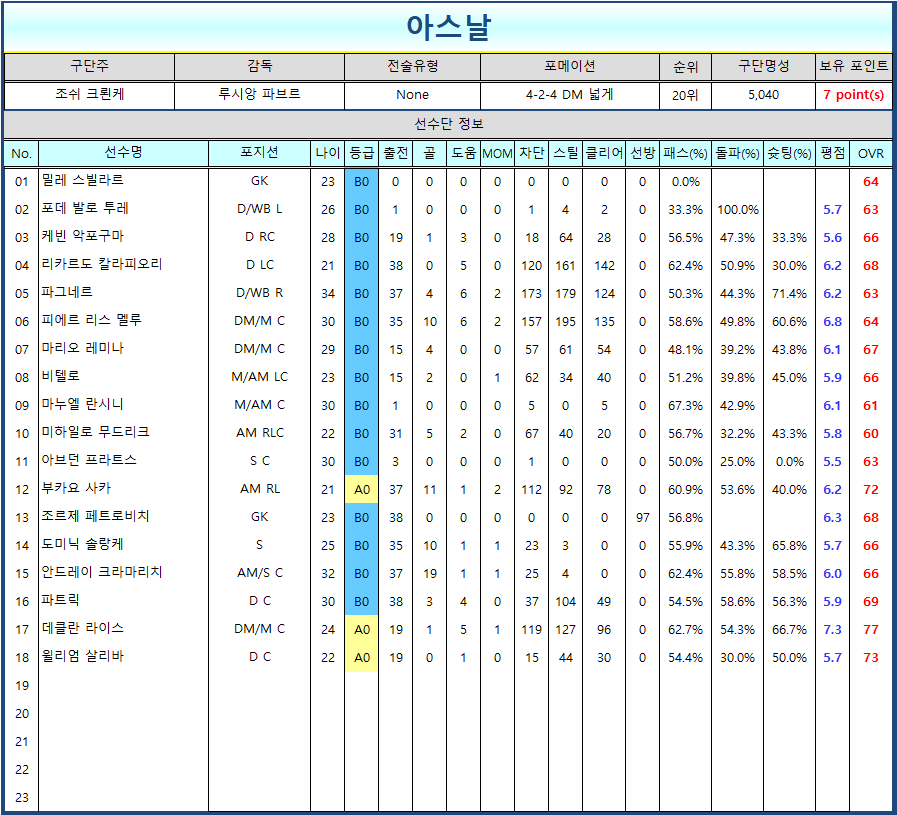 아스날
구단주 감독 전술유형 포메이션 순위 구단명성 보유 포인트
조쉬 크뢴케 루시앙 파브르 None 4-2-4 DM 넓게 20위 5,040 7 point(s)
선수단 정보
No. 선수명 포지션 나이 등급 출전 골 도움 MOM 차단 스틸 클리어 선방 패스(%) 돌파(%) 슛팅(%) 평점 OVR
01 밀레 스빌라르 GK 23 B0 0 0 0 0 0 0 0 0 0.0% 64
02 포데 발로 투레 D/WB L 26 B0 1 0 0 0 1 4 2 0 33.3% 100.0% 5.7 63
03 케빈 악포구마 D RC 28 B0 19 1 3 0 18 64 28 0 56.5% 47.3% 33.3% 5.6 66
04 리카르도 칼라피오리 D LC 21 B0 38 0 5 0 120 161 142 0 62.4% 50.9% 30.0% 6.2 68
05 파그네르 D/WB R 34 B0 37 4 6 2 173 179 124 0 50.3% 44.3% 71.4% 6.2 63
06 피에르 리스 멜루 DM/M C 30 B0 35 10 6 2 157 195 135 0 58.6% 49.8% 60.6% 6.8 64
07 마리오 레미나 DM/M C 29 B0 15 4 0 0 57 61 54 0 48.1% 39.2% 43.8% 6.1 67
08 비텔로 M/AM LC 23 B0 15 2 0 1 62 34 40 0 51.2% 39.8% 45.0% 5.9 66
09 마누엘 란시니 M/AM C 30 B0 1 0 0 0 5 0 5 0 67.3% 42.9% 6.1 61
10 미하일로 무드리크 AM RLC 22 B0 31 5 2 0 67 40 20 0 56.7% 32.2% 43.3% 5.8 60
11 아브던 프라트스 S C 30 B0 3 0 0 0 1 0 0 0 50.0% 25.0% 0.0% 5.5 63
12 부카요 사카 AM RL 21 A0 37 11 1 2 112 92 78 0 60.9% 53.6% 40.0% 6.2 72
13 조르제 페트로비치 GK 23 B0 38 0 0 0 0 0 0 97 56.8% 6.3 68
14 도미닉 솔랑케 S 25 B0 35 10 1 1 23 3 0 0 55.9% 43.3% 65.8% 5.7 66
15 안드레이 크라마리치 AM/S C 32 B0 37 19 1 1 25 4 0 0 62.4% 55.8% 58.5% 6.0 66
16 파트릭 D C 30 B0 38 3 4 0 37 104 49 0 54.5% 58.6% 56.3% 5.9 69
17 데클란 라이스 DM/M C 24 A0 19 1 5 1 119 127 96 0 62.7% 54.3% 66.7% 7.3 77
18 윌리엄 살리바 D C 22 A0 19 0 1 0 15 44 30 0 54.4% 30.0% 50.0% 5.7 73
19
20
21
22
23